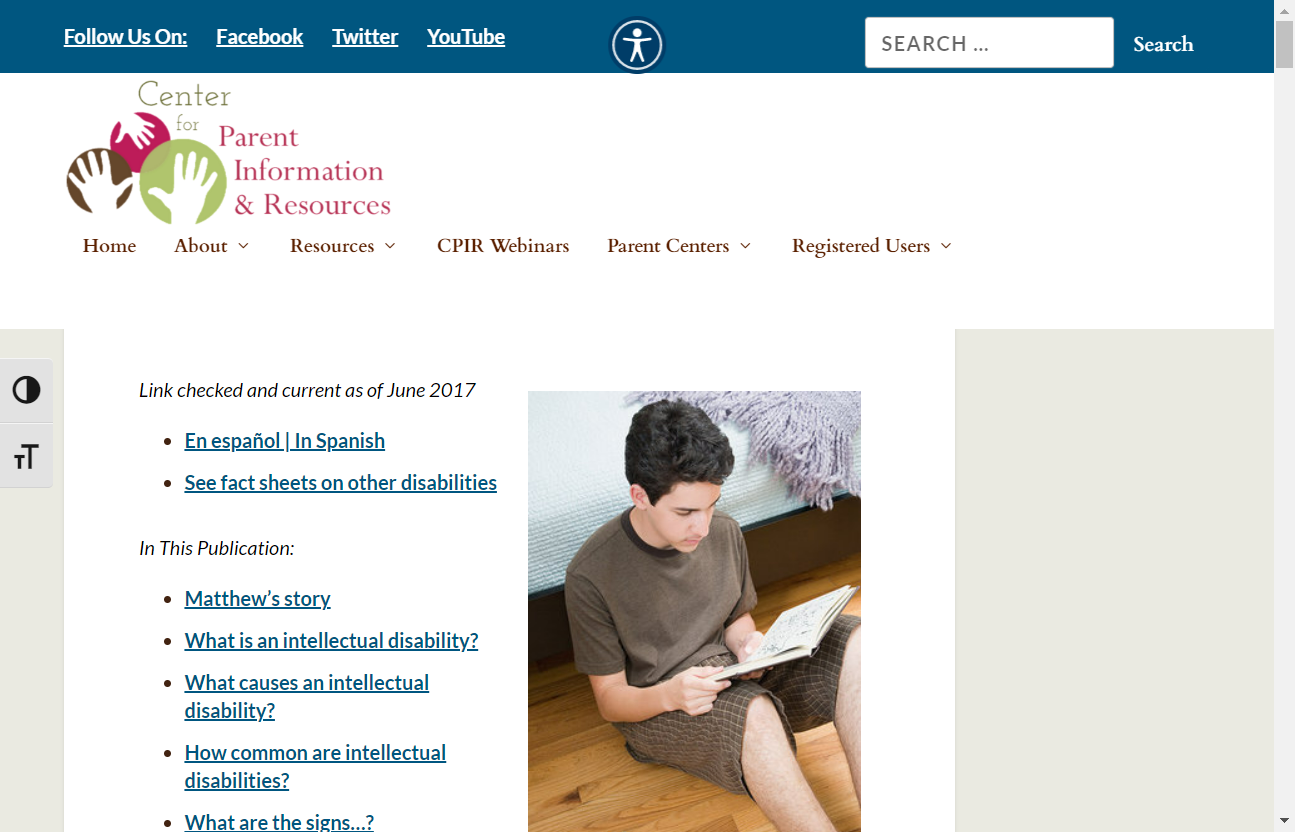 Follow Us On: Facebook Twitter YouTube SEARCH ... Search
Center
for
Parent
Information
& Resources
Home About Resources CPIR Webinars Parent Centers Registered Users
Link checked and current as of June 2017
En español | In Spanish
See fact sheets on other disabilities
In This Publication:
Matthew’s story
What is an intellectual disability?
What causes an intellectual
disability?
How common are intellectual
disabilities?
What are the signs…?